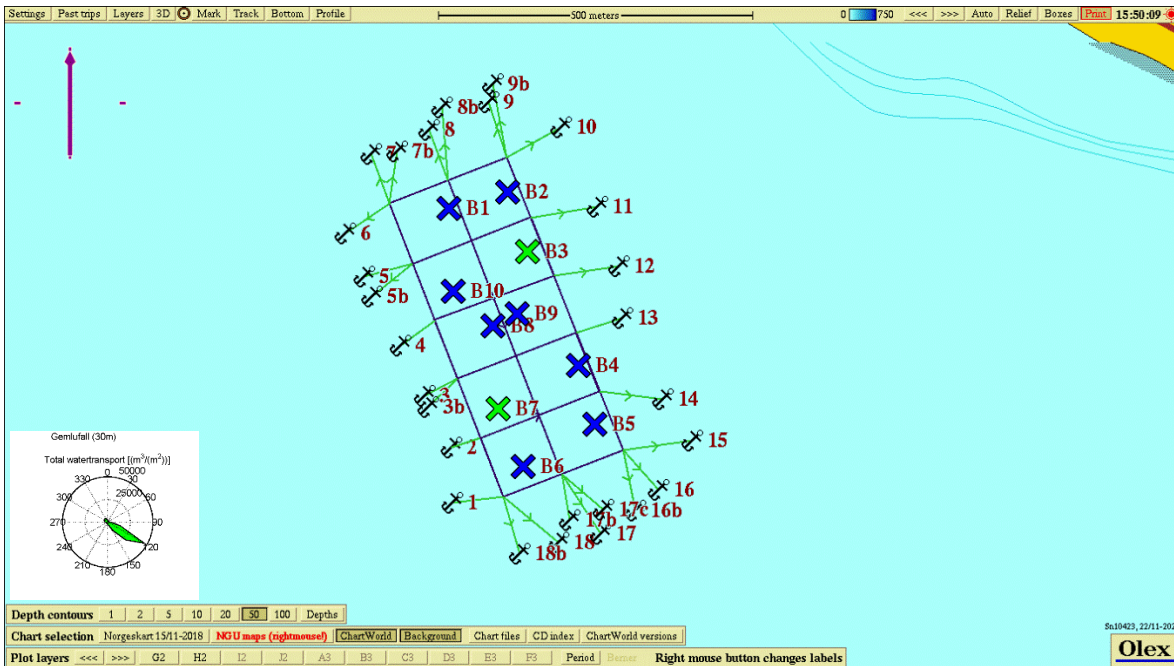 Settings Past trips Layers 3D Mark Track Bottom Profile 500 meters 0 750 <<< >>> Auto Relief Boxes Print 15:50:09
9b
8b 9
8 10
7 7b
B2
B1 11
6
B3
12
5
B10
5b
B9 13
B8
4
B4
3 14
3b B7
B5
15
2
B6
16
1 17c 16b
17b
17
18
18b
Gemlufall (30m)
Total watertransport [(m³/(m²))]
0 50000
330 30
25000
300 60
270 90
240 120
210 150
180
Depth contours 1 2 5 10 20 50 100 Depths
Sn10423, 22/11-202
Chart selection Norgeskart 15/11-2018 NGU maps (rightmouse!) ChartWorld Background Chart files CD index ChartWorld versions
Plot layers <<< >>> G2 H2 I2 J2 A3 B3 C3 D3 E3 F3 Period Right mouse button changes labels
Olex